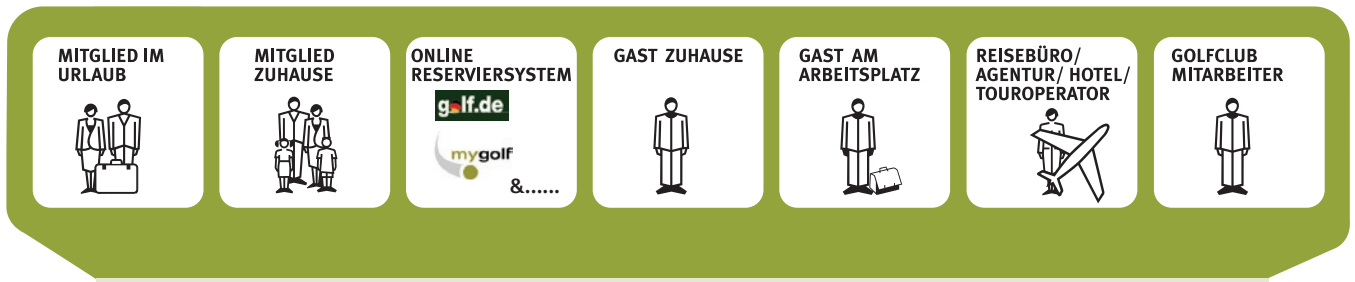 MITGLIED IM
URLAUB
MITGLIED
ZUHAUSE
ONLINE
RESERVIERSYSTEM
golf.de
mygolf
&......
GAST ZUHAUSE
GAST AM
ARBEITSPLATZ
REISEBÜRO/
AGENTUR/ HOTEL/
TOUROPERATOR
GOLFCLUB
MITARBEITER